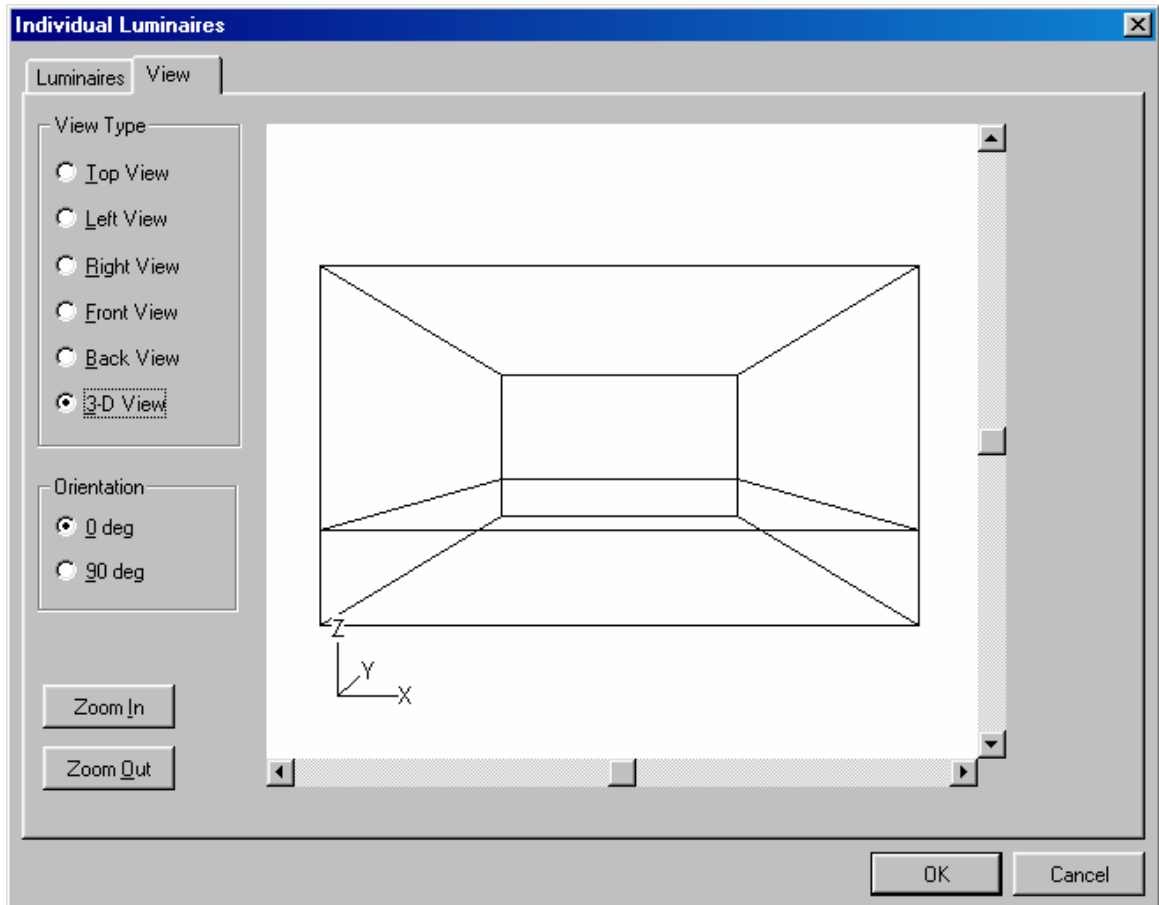 Individual Luminaires
Luminaires View
View Type
Top View
Left View
Right View
Front View
Back View
3-D View
Orientation
0 deg
90 deg
Z
Y
X
Zoom In
Zoom Out
OK Cancel